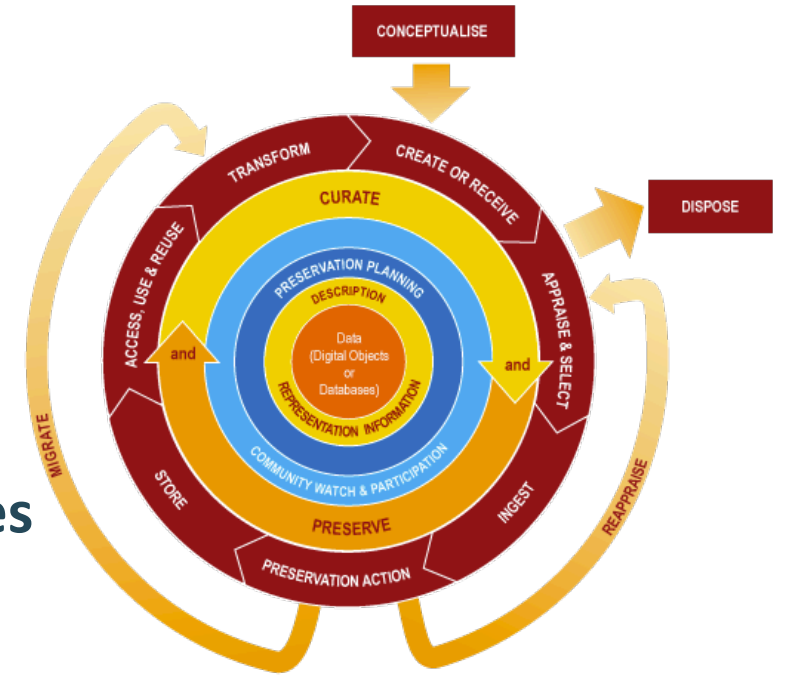 CONCEPTUALISE
DISPOSE
TRANSFORM
CREATE OR RECEIVE
APPRAISE & SELECT
INGEST
PRESERVATION ACTION
STORE
ACCESS, USE & REUSE
CURATE
and
PRESERVE
and
COMMUNITY WATCH & PARTICIPATION
PRESERVATION PLANNING
DESCRIPTION
REPRESENTATION INFORMATION
Data
(Digital Objects
or
Databases)
MIGRATE
REAPPRAISE
es